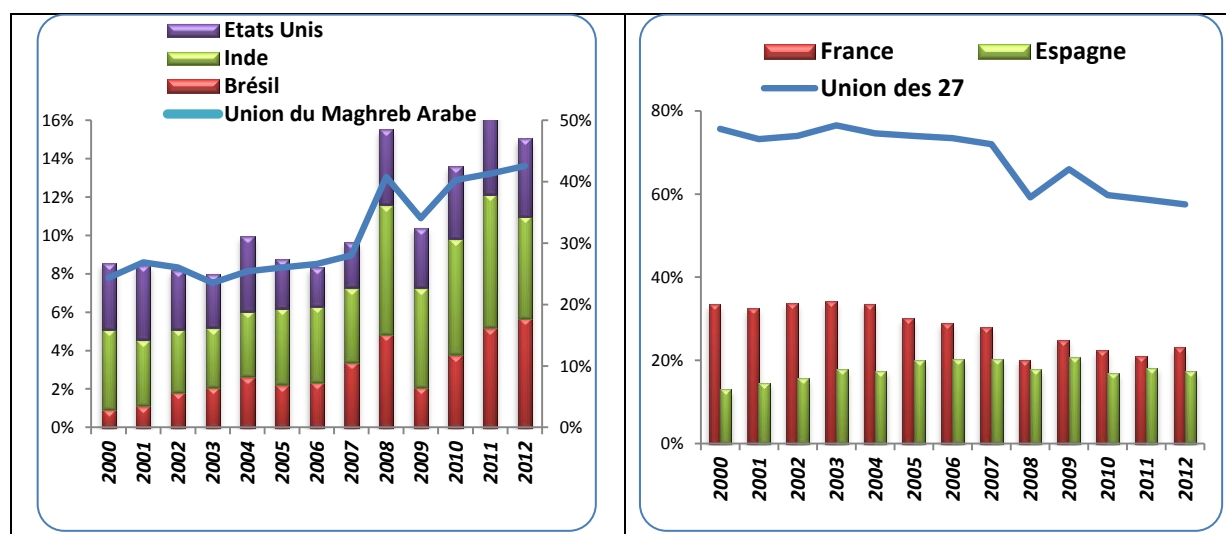 Etats Unis
Inde
Brésil
Union du Maghreb Arabe
16%
14%
12%
10%
8%
6%
4%
2%
0%
50%
40%
30%
20%
10%
0%
2000 2001 2002 2003 2004 2005 2006 2007 2008 2009 2010 2011 2012
France Espagne
Union des 27
80%
60%
40%
20%
0%
2000 2001 2002 2003 2004 2005 2006 2007 2008 2009 2010 2011 2012